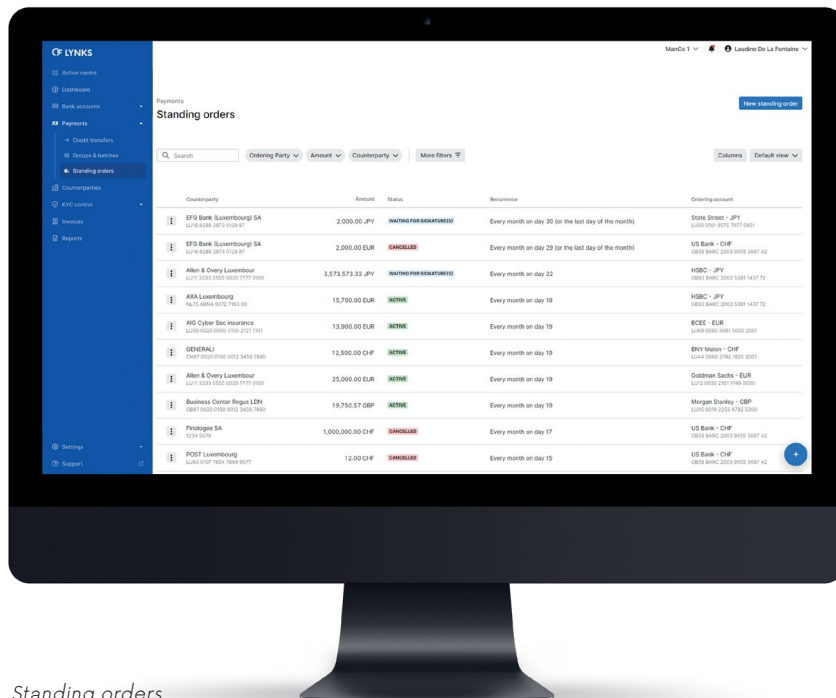 LYNKS
ManCo 1
Laudine De La Fontaine
Action centre
Dashboard
Bank accounts
Payments
Credit transfers
Groups & batches
Standing orders
Counterparties
KYC control
Invoices
Reports
Settings
Support
Payments
Standing orders
New standing order
Search Ordering Party Amount Counterparty More filters Columns Default view
Counterparty Amount Status Recurrence Ordering account
EFG Bank (Luxembourg) SA 2,000.00 JPY WAITING FOR SIGNATURE(S) Every month on day 30 (or the last day of the month) State Street - JPY
EFG Bank (Luxembourg) SA 2,000.00 EUR CANCELLED Every month on day 29 (or the last day of the month) US Bank - CHF
Allen & Overy Luxembour 3,573,573.33 JPY WAITING FOR SIGNATURE(S) Every month on day 22 HSBC - JPY
AXA Luxembourg 15,700.00 EUR ACTIVE Every month on day 19 HSBC - JPY
AIG Cyber Sec insurance 13,900.00 EUR ACTIVE Every month on day 19 BCEE - EUR
GENERALI 12,500.00 CHF ACTIVE Every month on day 19 BNY Melon - CHF
Allen & Overy Luxembour 25,000.00 EUR ACTIVE Every month on day 19 Goldman Sachs - EUR
Business Center Regus LDN 19,750.57 GBP ACTIVE Every month on day 19 Morgan Stanley - GBP
Finologee SA 1,000,000.00 CHF CANCELLED Every month on day 17 US Bank - CHF
1234 5678
POST Luxembourg 12.00 CHF CANCELLED Every month on day 15 US Bank - CHF
Standing orders